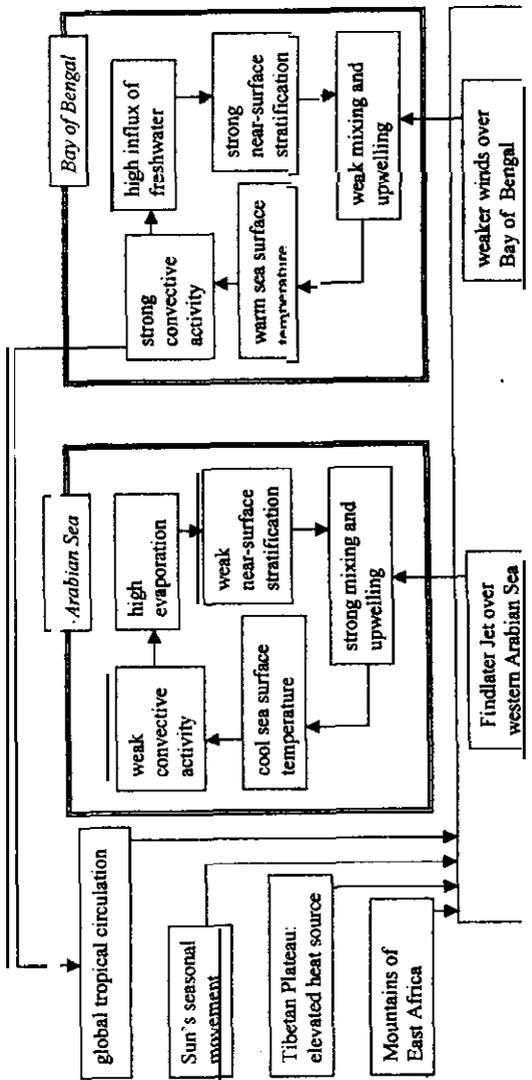 global tropical circulation
Sun's seasonal
movement
Tibetan Plateau:
elevated heat source
Mountains of
East Africa
Arabian Sea
weak
convective
activity
high
evaporation
cool sea surface
temperature
weak
near-surface
stratification
strong mixing and
upwelling
Findlater Jet over
western Arabian Sea
Bay of Bengal
strong
convective
activity
high influx of
freshwater
warm sea surface
temperature
strong
near-surface
stratification
weak mixing and
upwelling
weaker winds over
Bay of Bengal